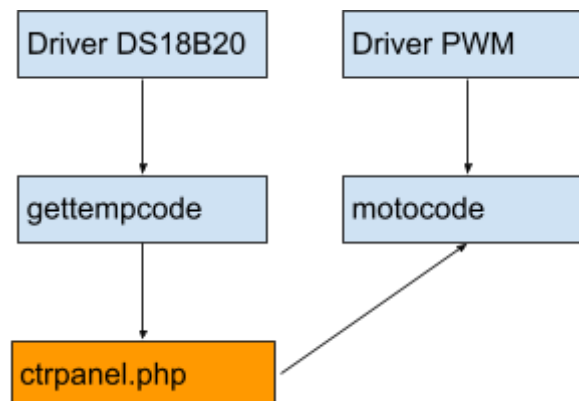 Driver DS18B20
Driver PWM
gettempcode
motocode
ctrpanel.php